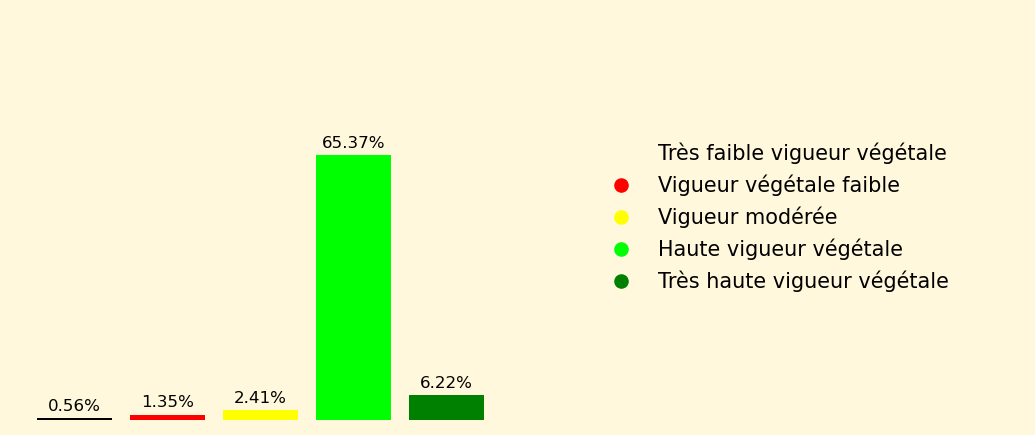 65.37%
6.22%
2.41%
1.35%
0.56%
Très faible vigueur végétale
Vigueur végétale faible
Vigueur modérée
Haute vigueur végétale
Très haute vigueur végétale